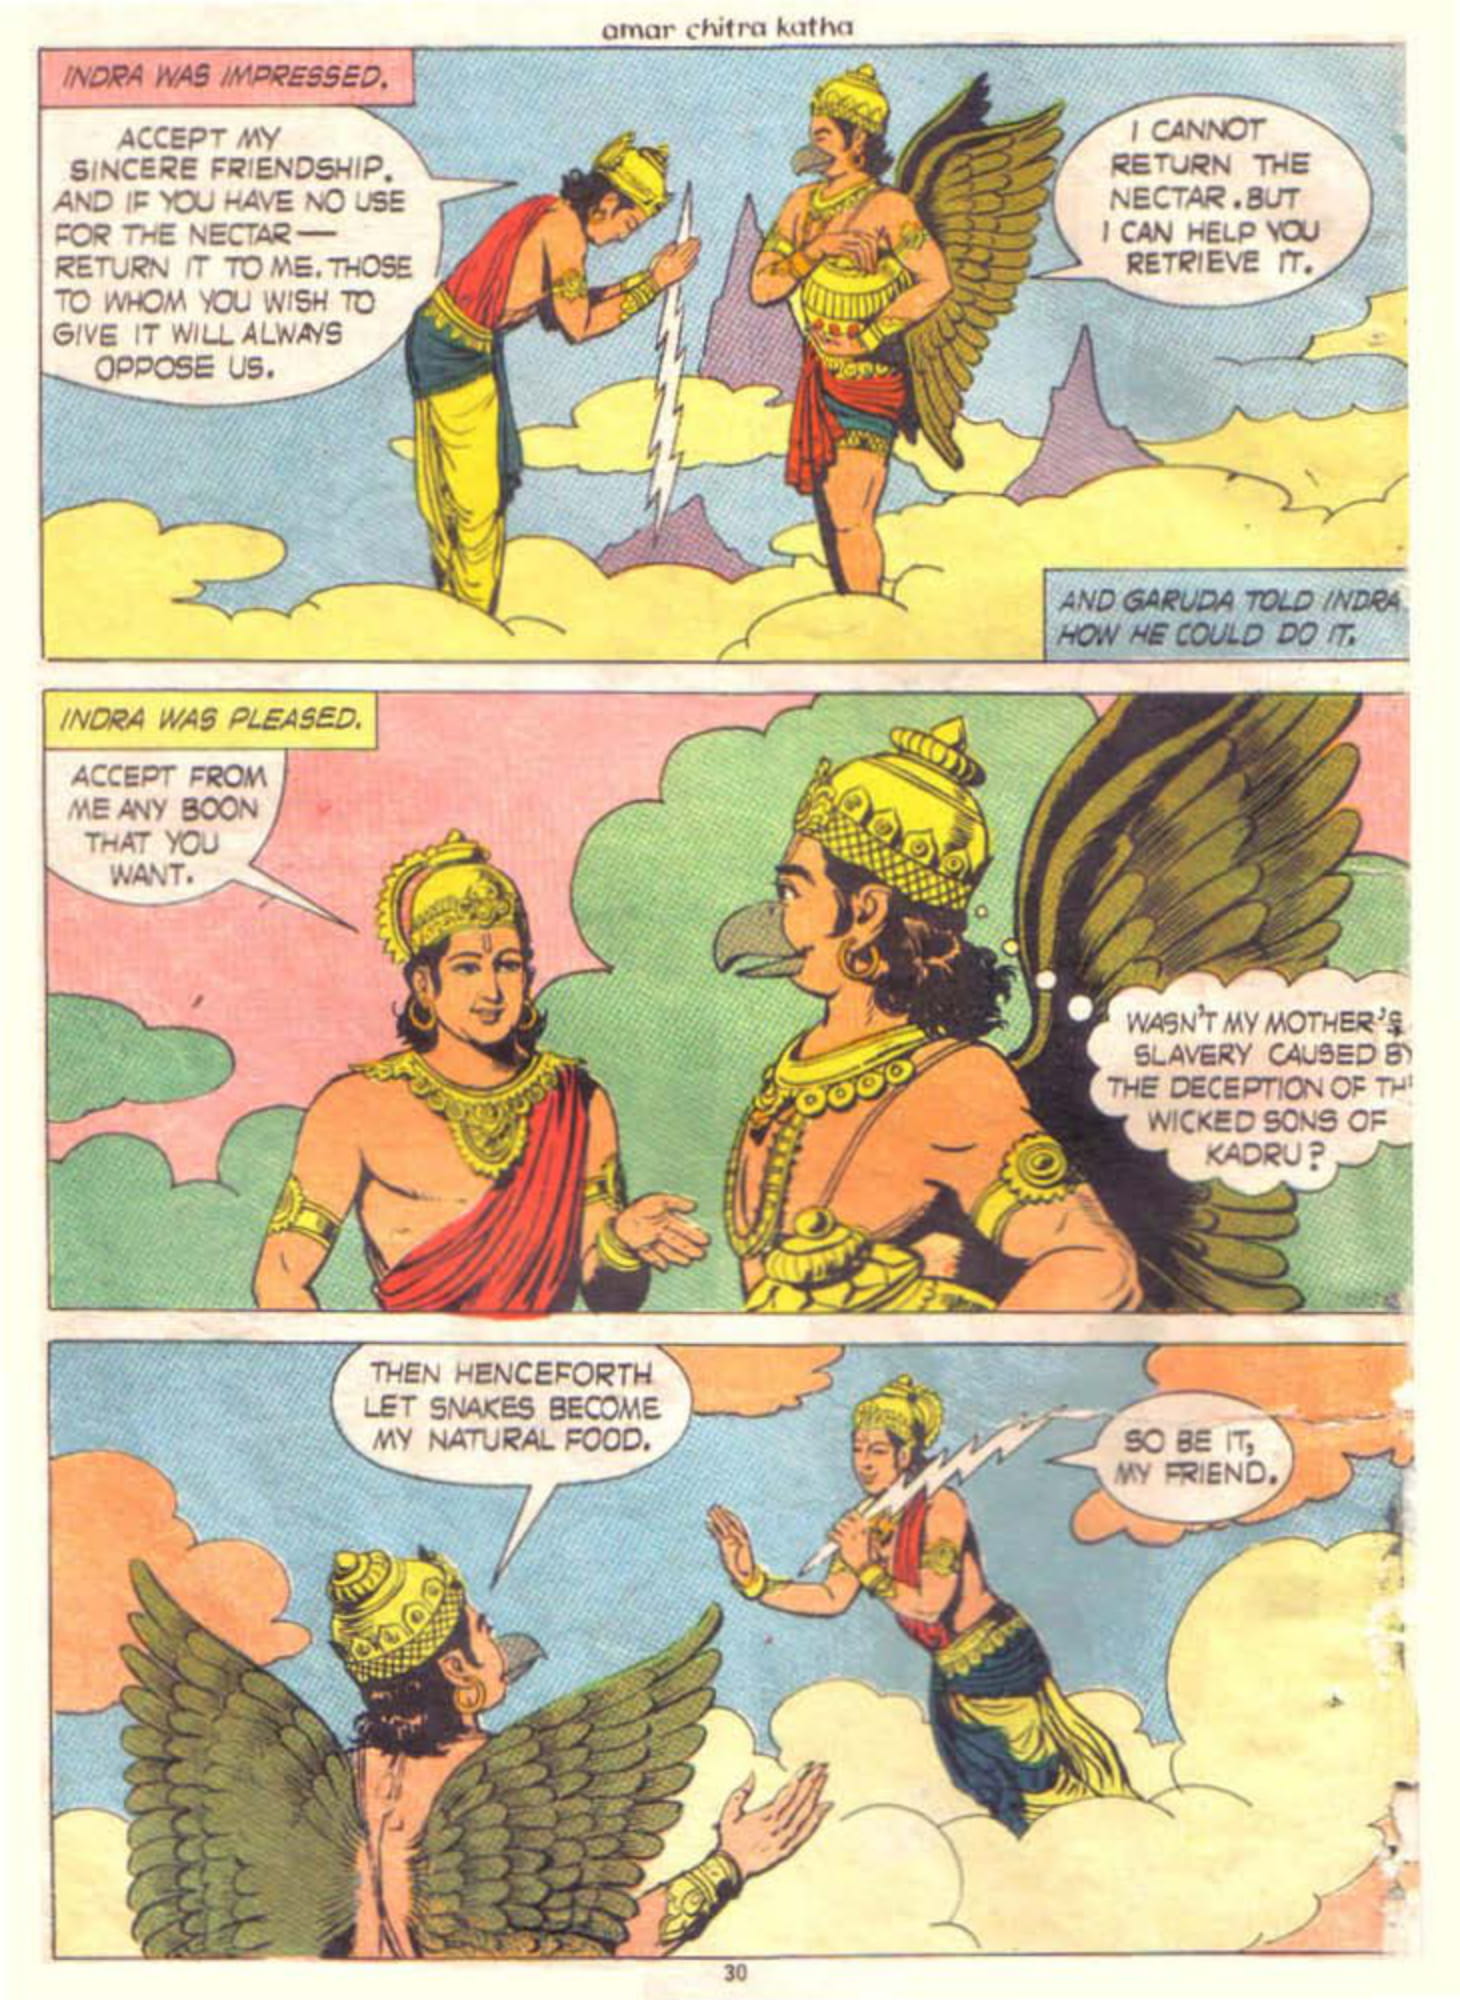 amar chitra katha
INDRA WAS IMPRESSED.
ACCEPT MY
SINCERE FRIENDSHIP.
AND IF YOU HAVE NO USE
FOR THE NECTAR—
RETURN IT TO ME. THOSE
TO WHOM YOU WISH TO
GIVE IT WILL ALWAYS
OPPOSE US.
I CANNOT
RETURN THE
NECTAR. BUT
I CAN HELP YOU
RETRIEVE IT.
AND GARUDA TOLD INDRA
HOW HE COULD DO IT.
INDRA WAS PLEASED.
ACCEPT FROM
ME ANY BOON
THAT YOU
WANT.
WASN'T MY MOTHER'S
SLAVERY CAUSED BY
THE DECEPTION OF TH
WICKED SONS OF
KADRU?
THEN HENCEFORTH
LET SNAKES BECOME
MY NATURAL FOOD.
SO BE IT,
MY FRIEND.
30